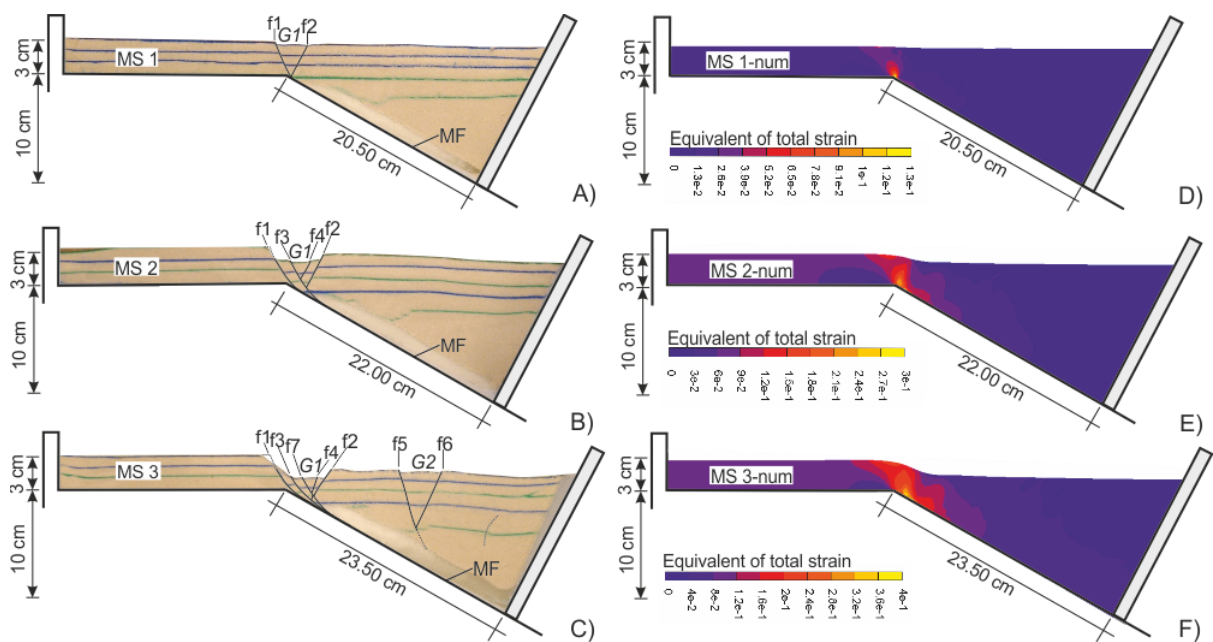 f1 G1 f2
3 cm
MS 1
10 cm
MF
20.50 cm
A)
3 cm
MS 1-num
10 cm
Equivalent of total strain
0 1.3e-2 2.6e-2 3.9e-2 5.2e-2 6.5e-2 7.8e-2 9.1e-2 1e-1 1.2e-1 1.3e-1
20.50 cm
D)
f1 f3 G1 f4 f2
3 cm
MS 2
10 cm
MF
22.00 cm
B)
3 cm
MS 2-num
10 cm
Equivalent of total strain
0 3e-2 6e-2 9e-2 1.2e-1 1.5e-1 1.8e-1 2.1e-1 2.4e-1 2.7e-1 3e-1
22.00 cm
E)
f1 f3 f7 G1 f4 f2 f5 G2 f6
3 cm
MS 3
10 cm
MF
23.50 cm
C)
3 cm
MS 3-num
10 cm
Equivalent of total strain
0 4e-2 8e-2 1.2e-1 1.6e-1 2e-1 2.4e-1 2.8e-1 3.2e-1 3.6e-1 4e-1
23.50 cm
F)